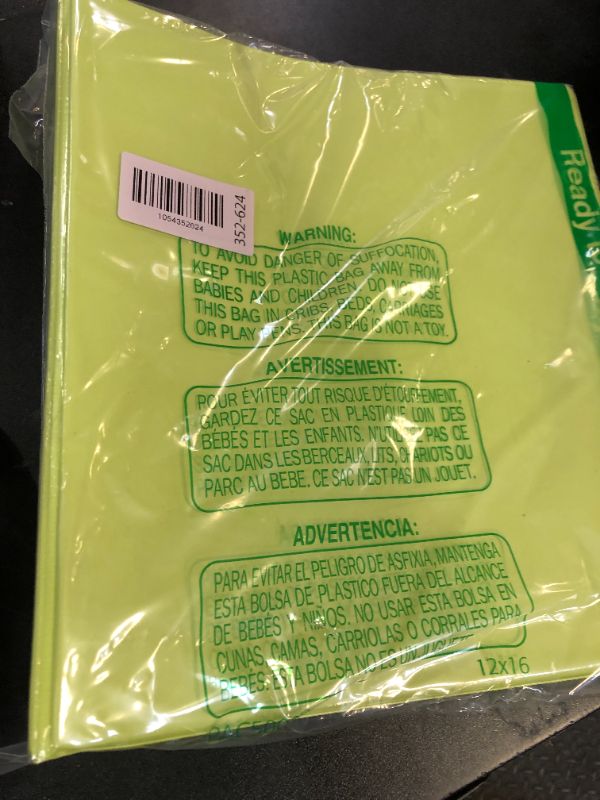 Ready
1064352624
352-624
WARNING:
TO AVOID DANGER OF SUFFOCATION,
KEEP THIS PLASTIC BAG AWAY FROM
BABIES AND CHILDREN. DO NOT USE
THIS BAG IN CRIBS, BEDS, CARRIAGES
OR PLAY PENS. THIS BAG IS NOT A TOY.
AVERTISSEMENT:
POUR ÉVITER TOUT RISQUE D'ÉTOUFFEMENT,
GARDEZ CE SAC EN PLASTIQUE LOIN DES
BÉBÉS ET LES ENFANTS. N'UTILISEZ PAS CE
SAC DANS LES BERCEAUX, LITS, CHARIOTS OU
PARC AU BEBE. CE SAC N'EST PAS UN JOUET.
ADVERTENCIA:
PARA EVITAR EL PELIGRO DE ASFIXIA, MANTENGA
ESTA BOLSA DE PLASTICO FUERA DEL ALCANCE
DE BEBÉS Y NIÑOS. NO USAR ESTA BOLSA EN
CUNAS, CAMAS, CARRIOLAS O CORRALES PARA
BEBES. ESTA BOLSA NO ES UN JUGUETE.
12x16